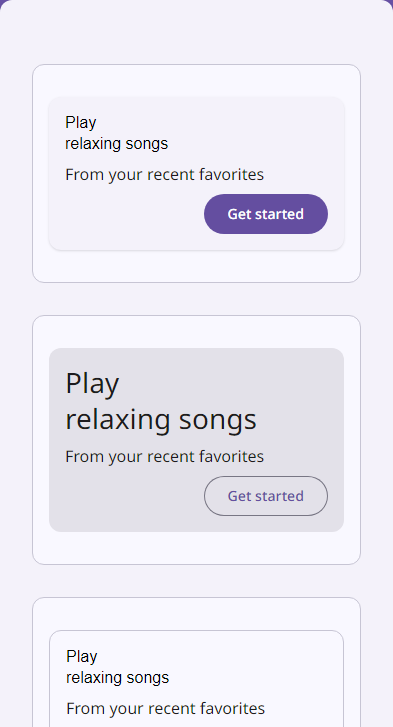 Play
relaxing songs
From your recent favorites
Get started
Play
relaxing songs
From your recent favorites
Get started
Play
relaxing songs
From your recent favorites